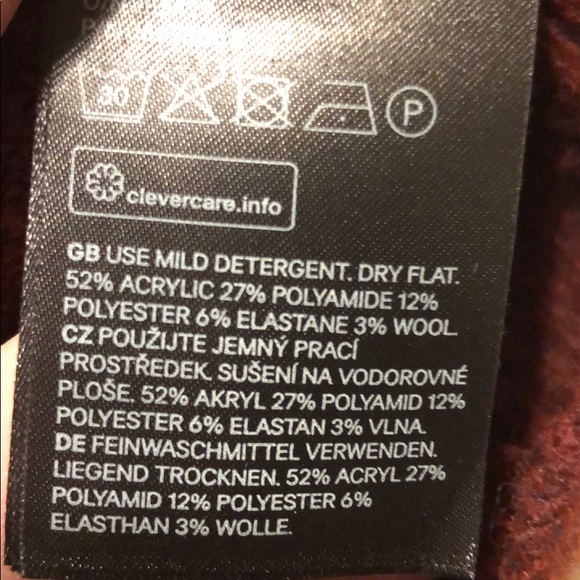 30
P
clevercare.info
GB USE MILD DETERGENT. DRY FLAT.
52% ACRYLIC 27% POLYAMIDE 12%
POLYESTER 6% ELASTANE 3% WOOL.
CZ POUŽIJTE JEMNÝ PRACÍ
PROSTŘEDEK. SUŠENÍ NA VODOROVNÉ
PLOŠE. 52% AKRYL 27% POLYAMID 12%
POLYESTER 6% ELASTAN 3% VLNA.
DE FEINWASCHMITTEL VERWENDEN.
LIEGEND TROCKNEN. 52% ACRYL 27%
POLYAMID 12% POLYESTER 6%
ELASTHAN 3% WOLLE.